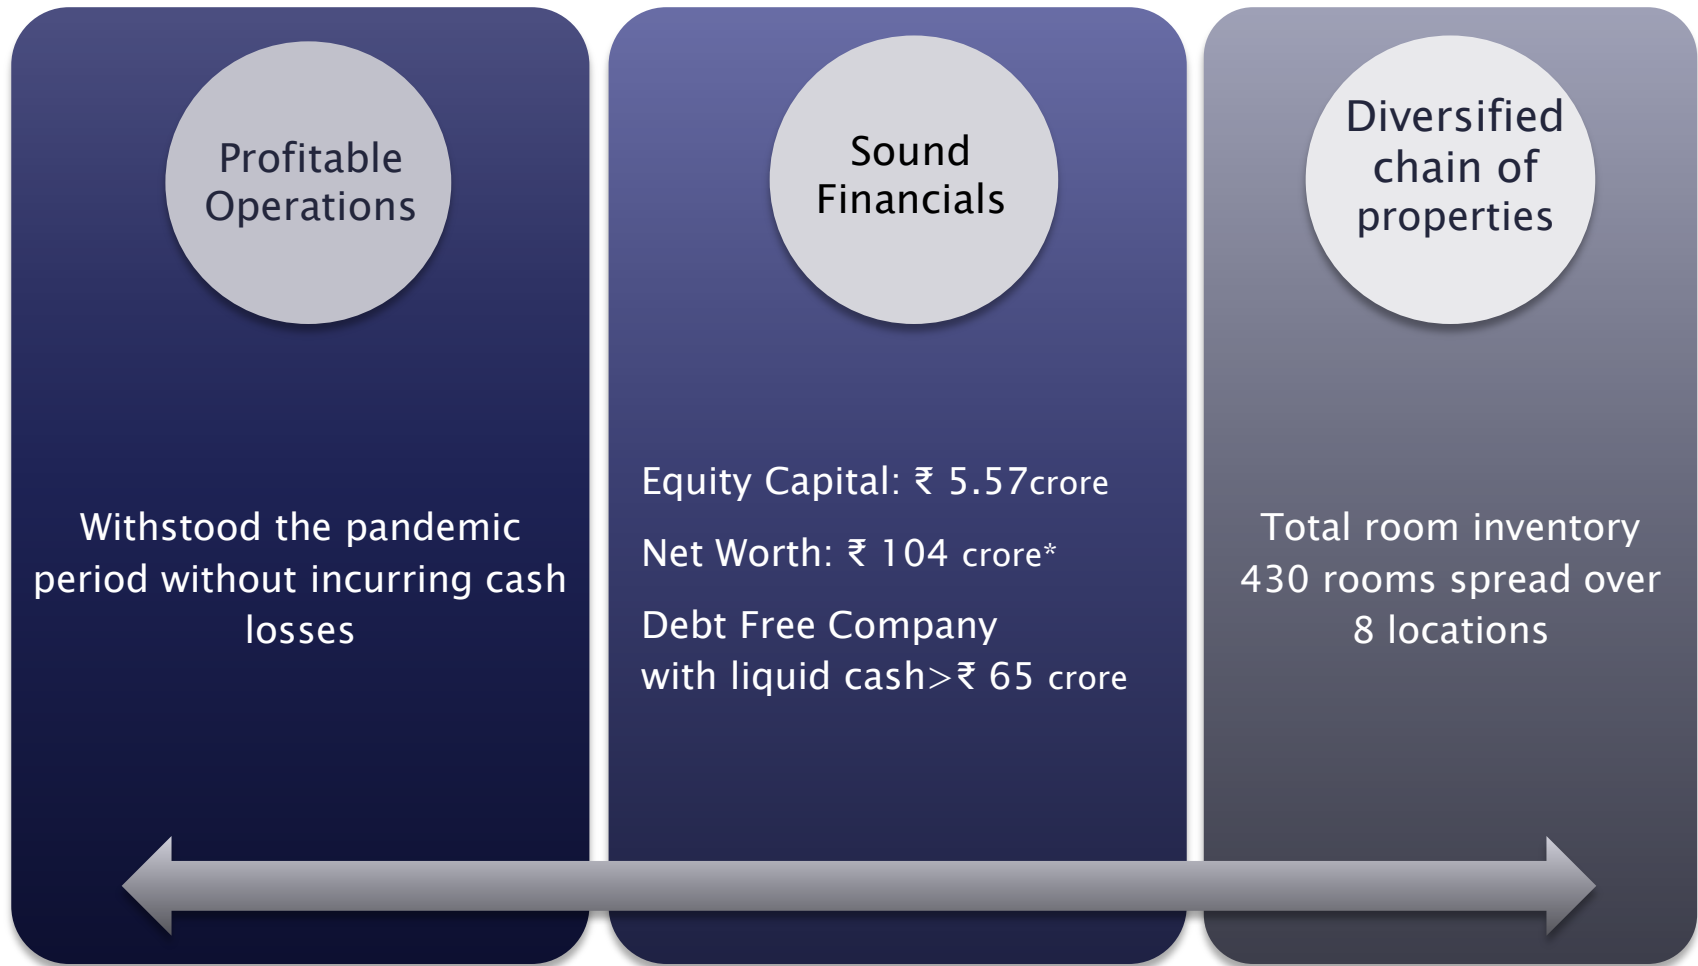 Profitable
Operations
Withstood the pandemic
period without incurring cash
losses
Sound
Financials
Equity Capital: ₹ 5.57crore
Net Worth: ₹ 104 crore*
Debt Free Company
with liquid cash>₹ 65 crore
Diversified
chain of
properties
Total room inventory
430 rooms spread over
8 locations